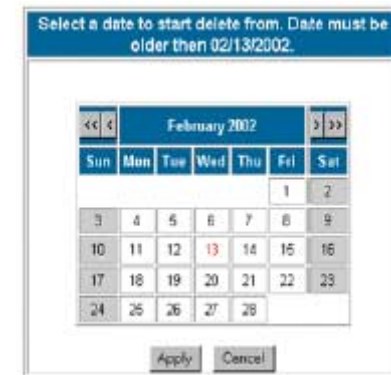 Select a date to start delete from. Date must be
older then 02/13/2002.
<< < February 2002 > >>
Sun Mon Tue Wed Thu Fri Sat
1 2
3 4 5 6 7 8 9
10 11 12 13 14 15 16
17 18 19 20 21 22 23
24 25 26 27 28
Apply Cancel